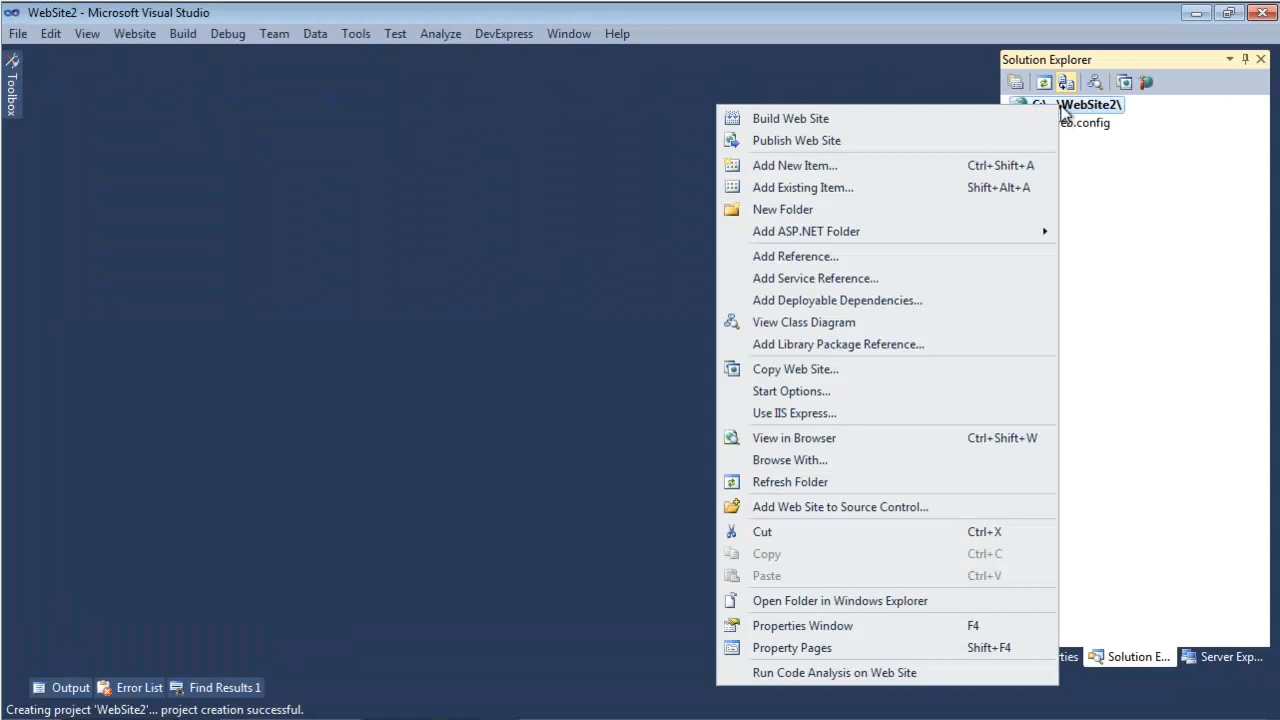 WebSite2 - Microsoft Visual Studio
File Edit View Website Build Debug Team Data Tools Test Analyze DevExpress Window Help
Toolbox
Solution Explorer
\WebSite2\
eb.config
Build Web Site
Publish Web Site
Add New Item... Ctrl+Shift+A
Add Existing Item... Shift+Alt+A
New Folder
Add ASP.NET Folder
Add Reference...
Add Service Reference...
Add Deployable Dependencies...
View Class Diagram
Add Library Package Reference...
Copy Web Site...
Start Options...
Use IIS Express...
View in Browser Ctrl+Shift+W
Browse With...
Refresh Folder
Add Web Site to Source Control...
Cut Ctrl+X
Copy Ctrl+C
Paste Ctrl+V
Open Folder in Windows Explorer
Properties Window F4
Property Pages Shift+F4
Run Code Analysis on Web Site
rties Solution E... Server Exp...
Output Error List Find Results 1
Creating project 'WebSite2'... project creation successful.